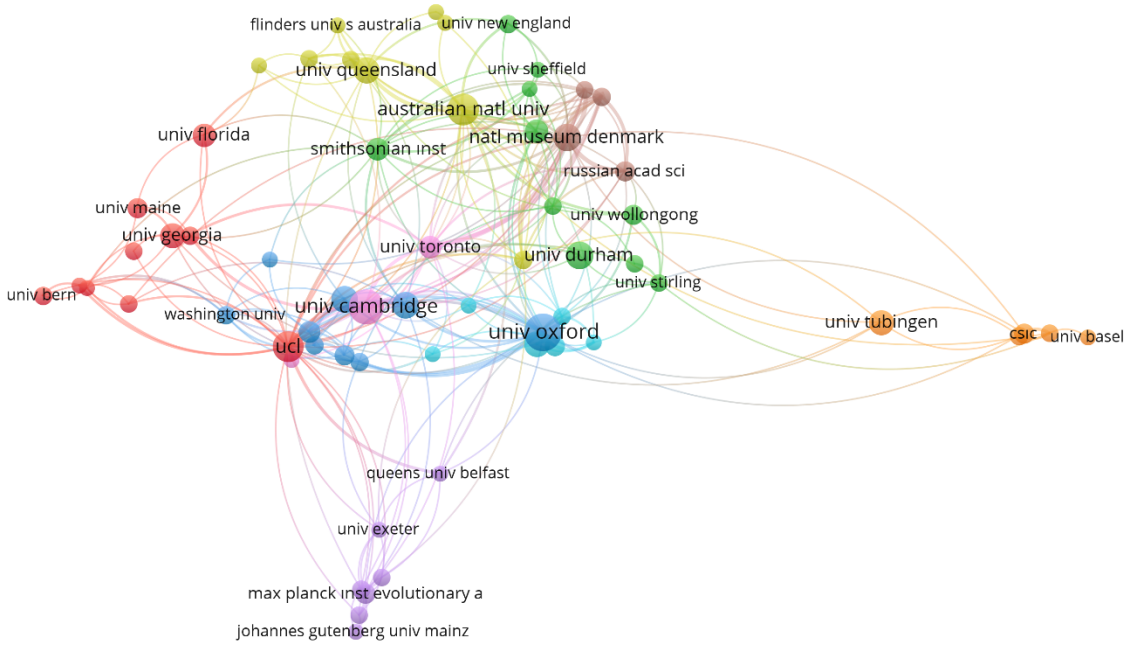 flinders univ s australia
univ new england
univ queensland
univ sheffield
australian natl univ
univ florida
natl museum denmark
smithsonian ınst
russian acad sci
univ maine
univ wollongong
univ georgia
univ toronto
univ durham
univ stirling
univ bern
washington univ
univ cambridge
univ oxford
univ tubingen
csıc
univ basel
ucl
queens univ belfast
univ exeter
max planck ınst evolutionary a
johannes gutenberg univ mainz